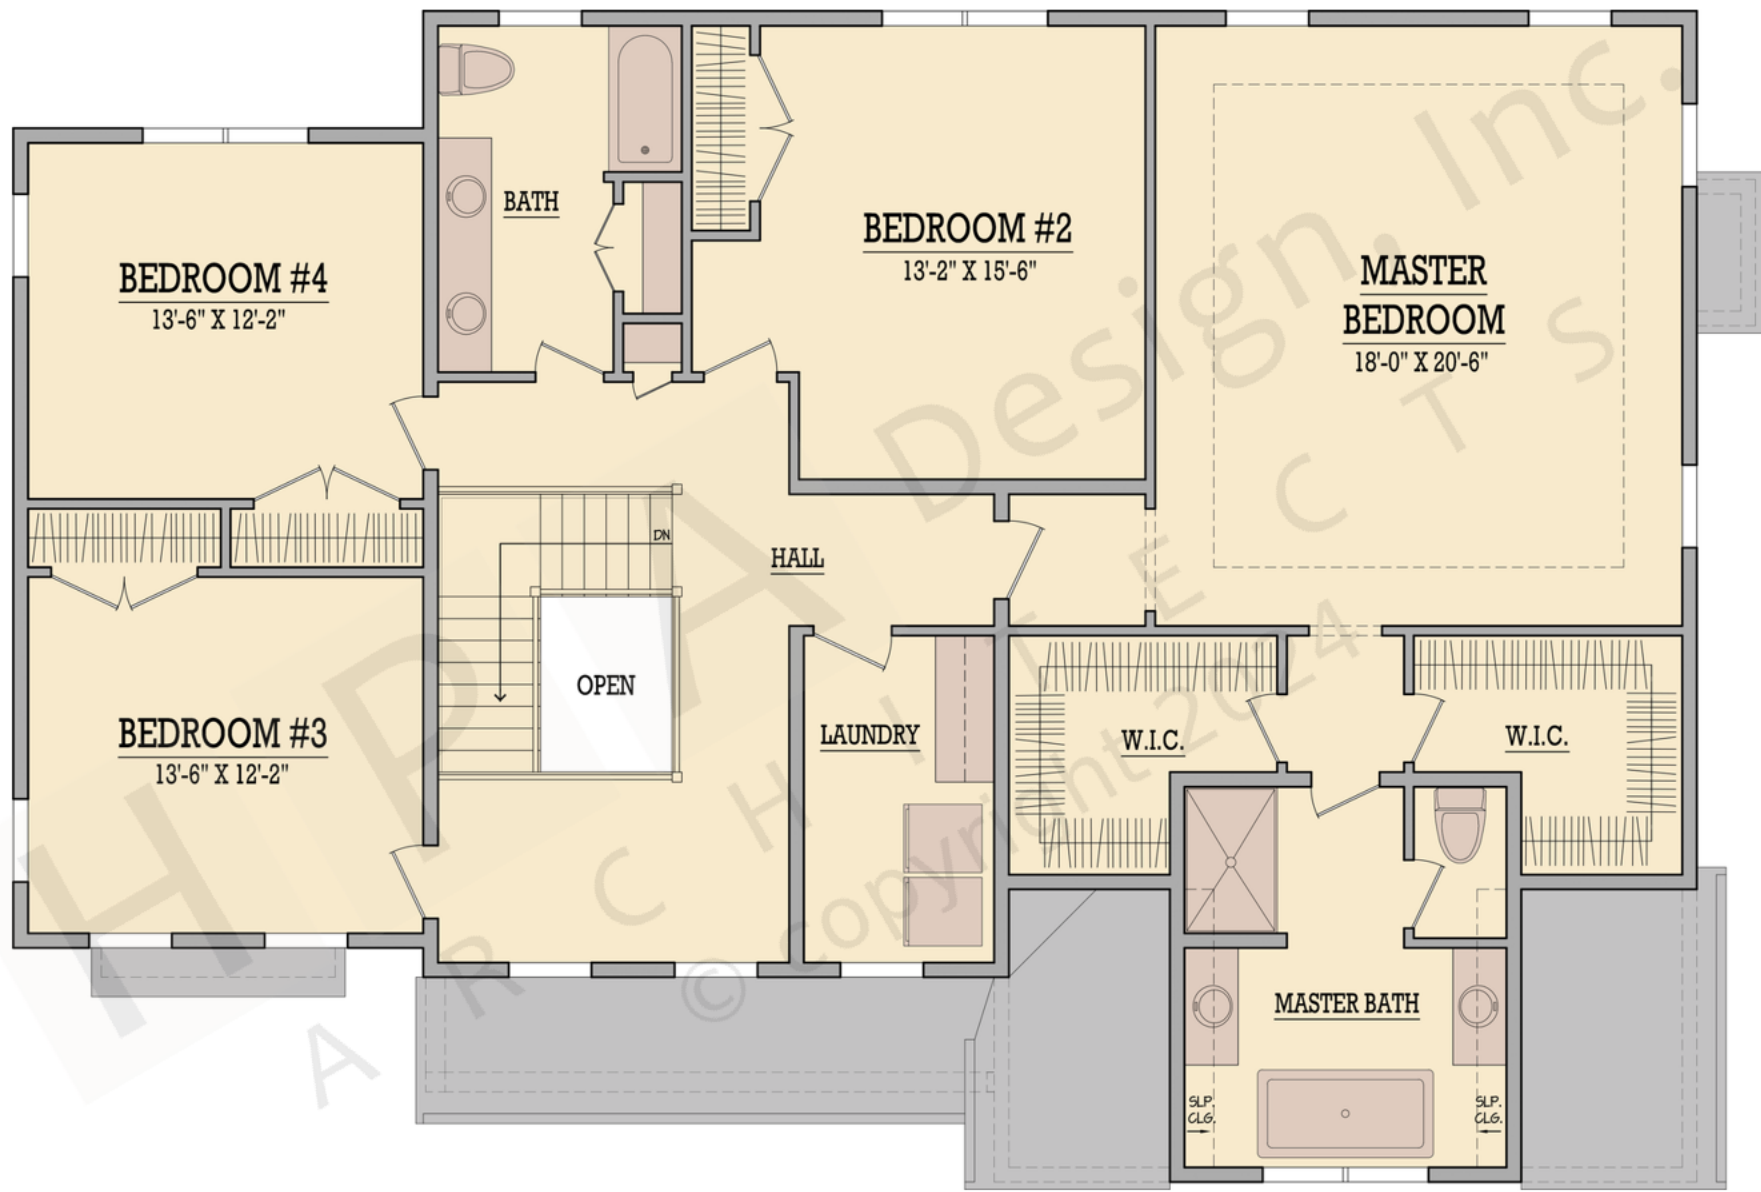 BATH
BEDROOM #2
13'-2" X 15'-6"
BEDROOM #4
13'-6" X 12'-2"
MASTER
BEDROOM
18'-0" X 20'-6"
DN
HALL
OPEN
BEDROOM #3
13'-6" X 12'-2"
LAUNDRY
W.I.C.
W.I.C.
MASTER BATH
SLP.
CLG.
SLP.
CLG.
HPA Design, Inc.
ARCHITECTS
© copyright 2024